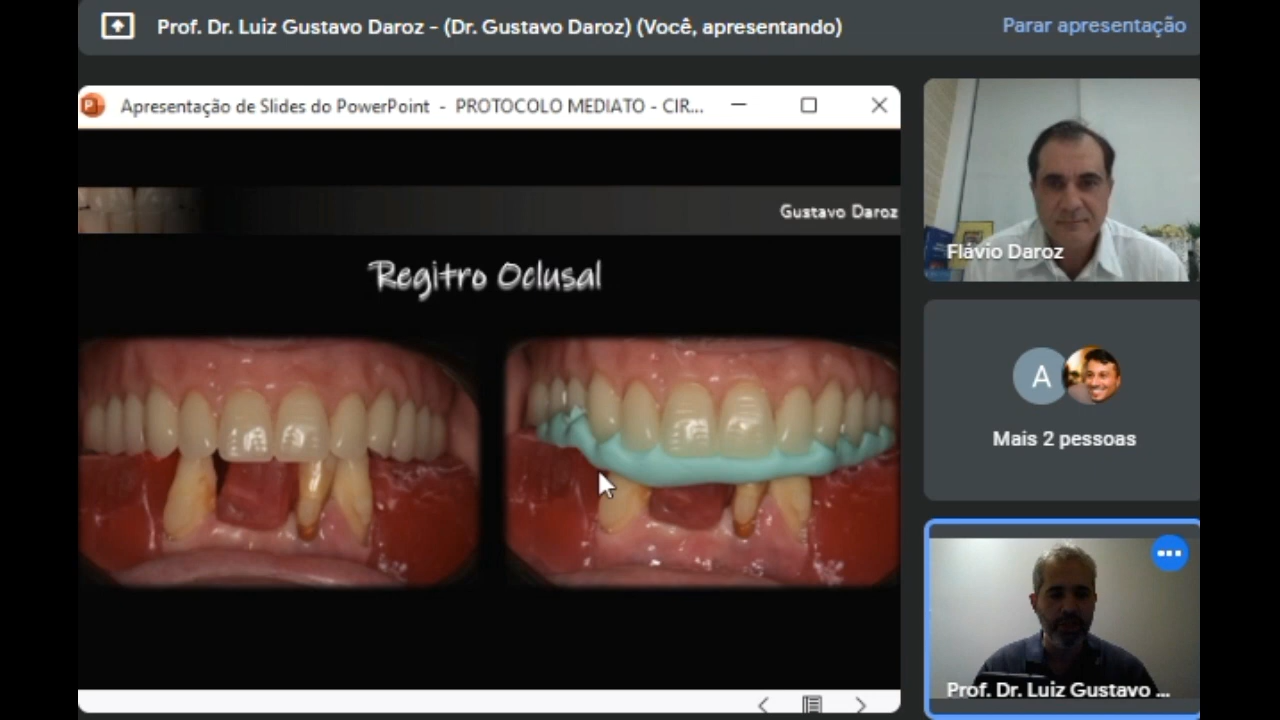 Prof. Dr. Luiz Gustavo Daroz - (Dr. Gustavo Daroz) (Você, apresentando)
Parar apresentação
Apresentação de Slides do PowerPoint - PROTOCOLO MEDIATO - CIR...
Gustavo Daroz
Regitro Oclusal
Flávio Daroz
A
Mais 2 pessoas
Prof. Dr. Luiz Gustavo ...